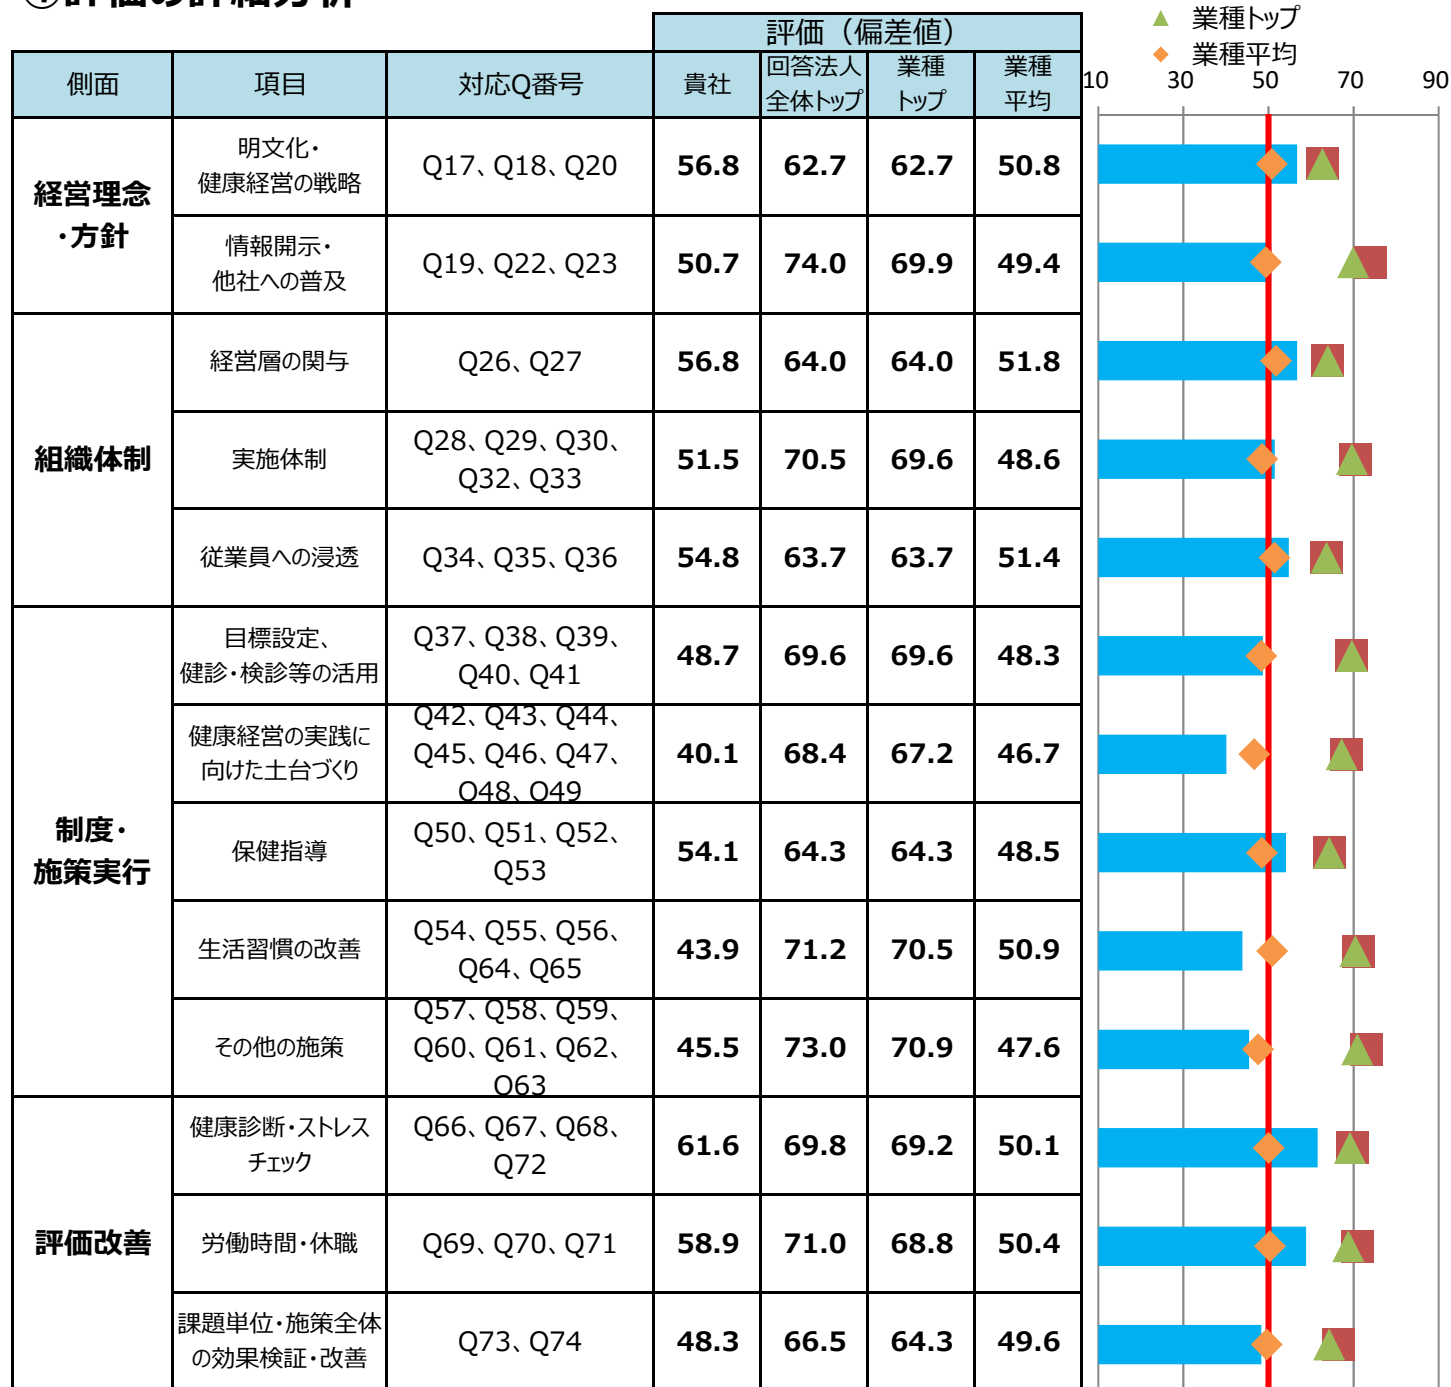 ①評価の詳細分析
▲ 業種トップ
◆ 業種平均
評価（偏差値）
側面 項目 対応Q番号 貴社 回答法人 業種 業種
全体トップ トップ 平均
10 30 50 70 90
経営理念
・方針
明文化・
健康経営の戦略
Q17、Q18、Q20 56.8 62.7 62.7 50.8
情報開示・
他社への普及
Q19、Q22、Q23 50.7 74.0 69.9 49.4
組織体制
経営層の関与 Q26、Q27 56.8 64.0 64.0 51.8
実施体制
Q28、Q29、Q30、
Q32、Q33
51.5 70.5 69.6 48.6
従業員への浸透 Q34、Q35、Q36 54.8 63.7 63.7 51.4
制度・
施策実行
目標設定、
健診・検診等の活用
Q37、Q38、Q39、
Q40、Q41
48.7 69.6 69.6 48.3
健康経営の実践に
向けた土台づくり
Q42、Q43、Q44、
Q45、Q46、Q47、
Q48、Q49
40.1 68.4 67.2 46.7
保健指導
Q50、Q51、Q52、
Q53
54.1 64.3 64.3 48.5
生活習慣の改善
Q54、Q55、Q56、
Q64、Q65
43.9 71.2 70.5 50.9
その他の施策
Q57、Q58、Q59、
Q60、Q61、Q62、
Q63
45.5 73.0 70.9 47.6
評価改善
健康診断・ストレス
チェック
Q66、Q67、Q68、
Q72
61.6 69.8 69.2 50.1
労働時間・休職 Q69、Q70、Q71 58.9 71.0 68.8 50.4
課題単位・施策全体
の効果検証・改善
Q73、Q74 48.3 66.5 64.3 49.6